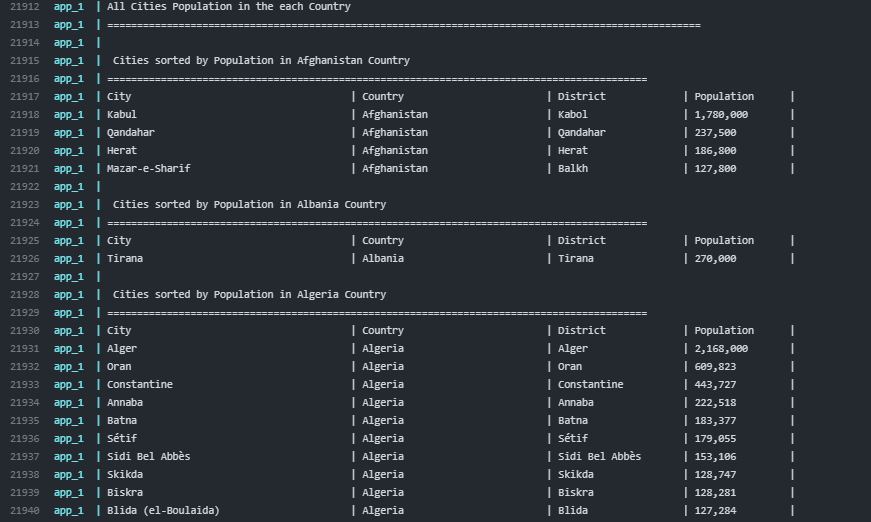 21912 app_1 | All Cities Population in the each Country
21913 app_1 | ====================================================================================================
21914 app_1 |
21915 app_1 | Cities sorted by Population in Afghanistan Country
21916 app_1 | ===========================================================================================
21917 app_1 | City | Country | District | Population |
21918 app_1 | Kabul | Afghanistan | Kabol | 1,780,000 |
21919 app_1 | Qandahar | Afghanistan | Qandahar | 237,500 |
21920 app_1 | Herat | Afghanistan | Herat | 186,800 |
21921 app_1 | Mazar-e-Sharif | Afghanistan | Balkh | 127,800 |
21922 app_1 |
21923 app_1 | Cities sorted by Population in Albania Country
21924 app_1 | ===========================================================================================
21925 app_1 | City | Country | District | Population |
21926 app_1 | Tirana | Albania | Tirana | 270,000 |
21927 app_1 |
21928 app_1 | Cities sorted by Population in Algeria Country
21929 app_1 | ===========================================================================================
21930 app_1 | City | Country | District | Population |
21931 app_1 | Alger | Algeria | Alger | 2,168,000 |
21932 app_1 | Oran | Algeria | Oran | 609,823 |
21933 app_1 | Constantine | Algeria | Constantine | 443,727 |
21934 app_1 | Annaba | Algeria | Annaba | 222,518 |
21935 app_1 | Batna | Algeria | Batna | 183,377 |
21936 app_1 | Sétif | Algeria | Sétif | 179,055 |
21937 app_1 | Sidi Bel Abbès | Algeria | Sidi Bel Abbès | 153,106 |
21938 app_1 | Skikda | Algeria | Skikda | 128,747 |
21939 app_1 | Biskra | Algeria | Biskra | 128,281 |
21940 app_1 | Blida (el-Boulaida) | Algeria | Blida | 127,284 |